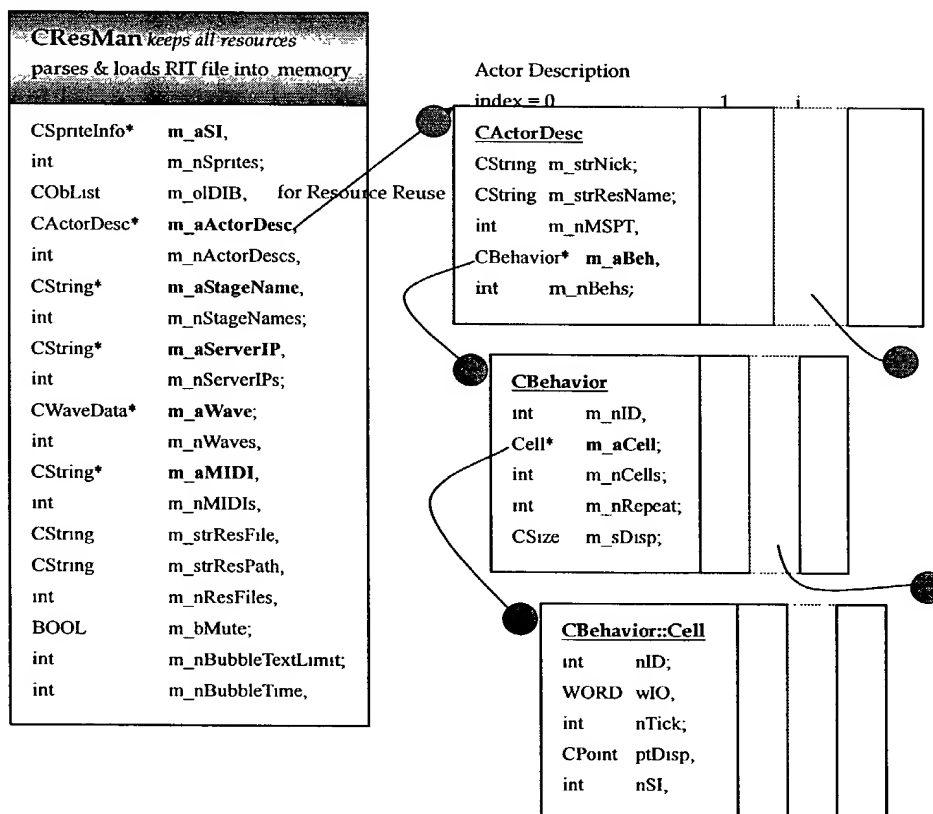 CResMan keeps all resources
parses & loads RIT file into memory
CSpriteInfo* m_aSI,
int m_nSprites;
CObList m_olDIB, for Resource Reuse
CActorDesc* m_aActorDesc,
int m_nActorDescs,
CString* m_aStageName,
int m_nStageNames;
CString* m_aServerIP,
int m_nServerIPs;
CWaveData* m_aWave;
int m_nWaves,
CString* m_aMIDI,
int m_nMIDIs,
CString m_strResFile,
CString m_strResPath,
int m_nResFiles,
BOOL m_bMute;
int m_nBubbleTextLimit;
int m_nBubbleTime,
Actor Description
index = 0 1 i
CActorDesc
CString m_strNick;
CString m_strResName;
int m_nMSPT,
CBehavior* m_aBeh,
int m_nBehs;
CBehavior
int m_nID,
Cell* m_aCell;
int m_nCells;
int m_nRepeat;
CSize m_sDisp;
CBehavior::Cell
int nID;
WORD wIO,
int nTick;
CPoint ptDisp,
int nSI,